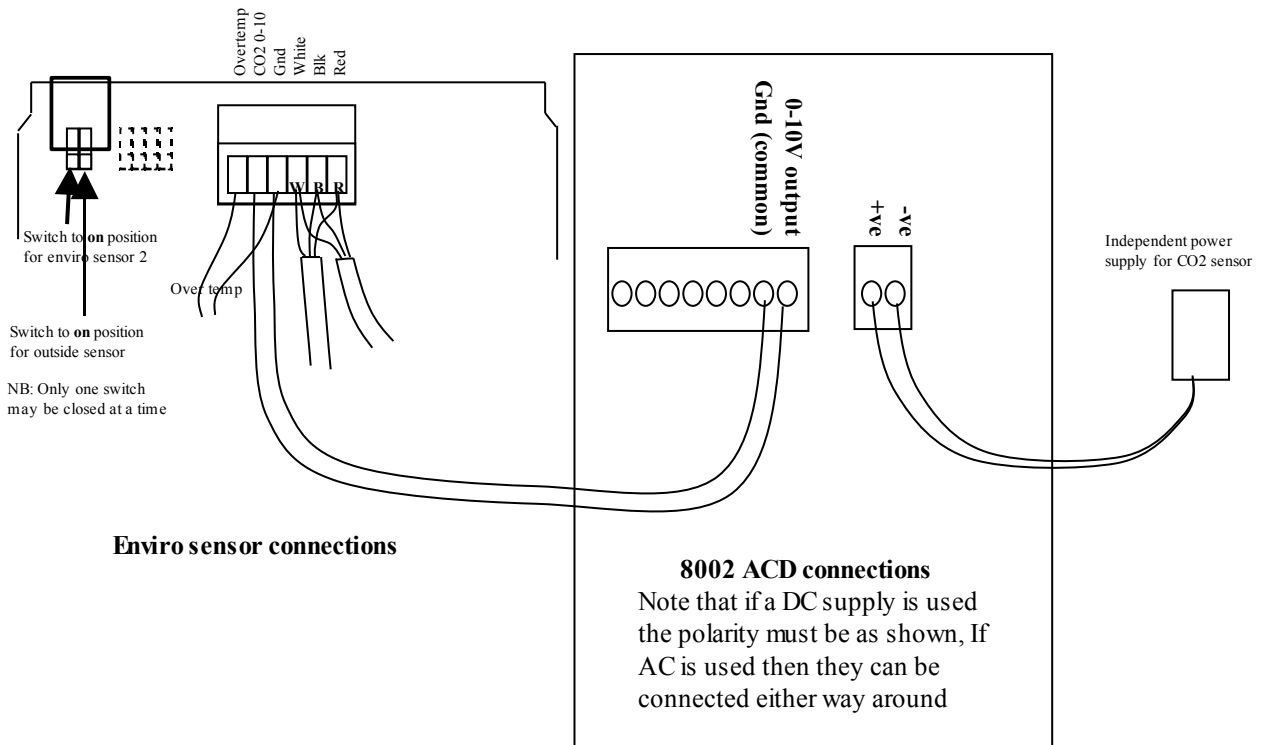 Overtemp
CO2 0-10
Gnd
White
Blk
Red
W B R
Over temp
Switch to on position
for enviro sensor 2
Switch to on position
for outside sensor
NB: Only one switch
may be closed at a time
Enviro sensor connections
0-10V output
Gnd (common)
-ve
+ve
Independent power
supply for CO2 sensor
8002 ACD connections
Note that if a DC supply is used
the polarity must be as shown, If
AC is used then they can be
connected either way around